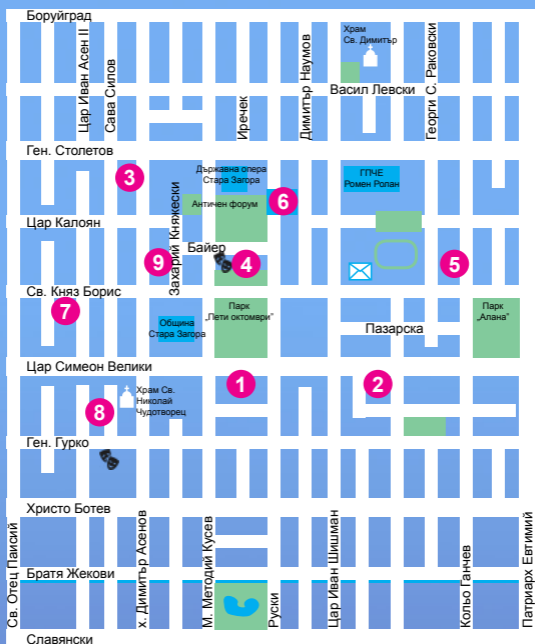 Боруйград
Храм
Св. Димитър
Цар Иван Асен II
Сава Силов
Иречек
Димитър Наумов
Васил Левски
Георги С. Раковски
Ген. Столетов
3
Държавна опера
Стара Загора
ГПЧЕ
Ромен Ролан
Захарий Княжески
Античен форум
6
Цар Калоян
Байер
9
4
5
Св. Княз Борис
7
Парк
„Пети октомври"
Община
Стара Загора
Пазарска
Парк
„Алана"
Цар Симеон Велики
1
2
8
Храм Св.
Николай
Чудотворец
Ген. Гурко
Христо Ботев
Св. Отец Паисий
х. Димитър Асенов
М. Методий Кусев
Руски
Цар Иван Шишман
Кольо Ганчев
Патриарх Евтимий
Братя Жекови
Славянски